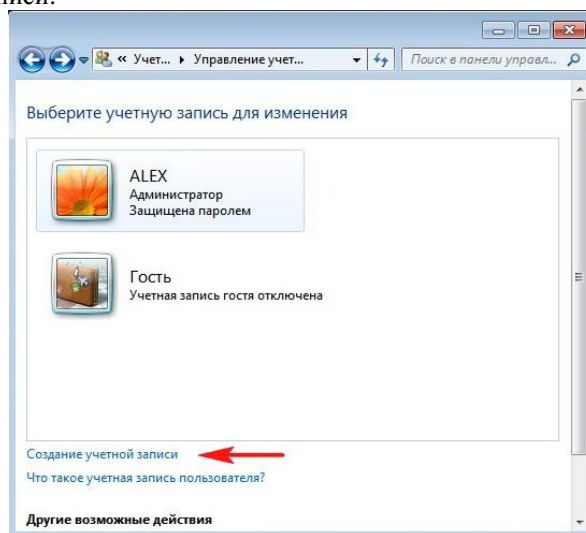 « Учет... ▸ Управление учет...
Поиск в панели управл...
Выберите учетную запись для изменения
ALEX
Администратор
Защищена паролем
Гость
Учетная запись гостя отключена
Создание учетной записи
Что такое учетная запись пользователя?
Другие возможные действия